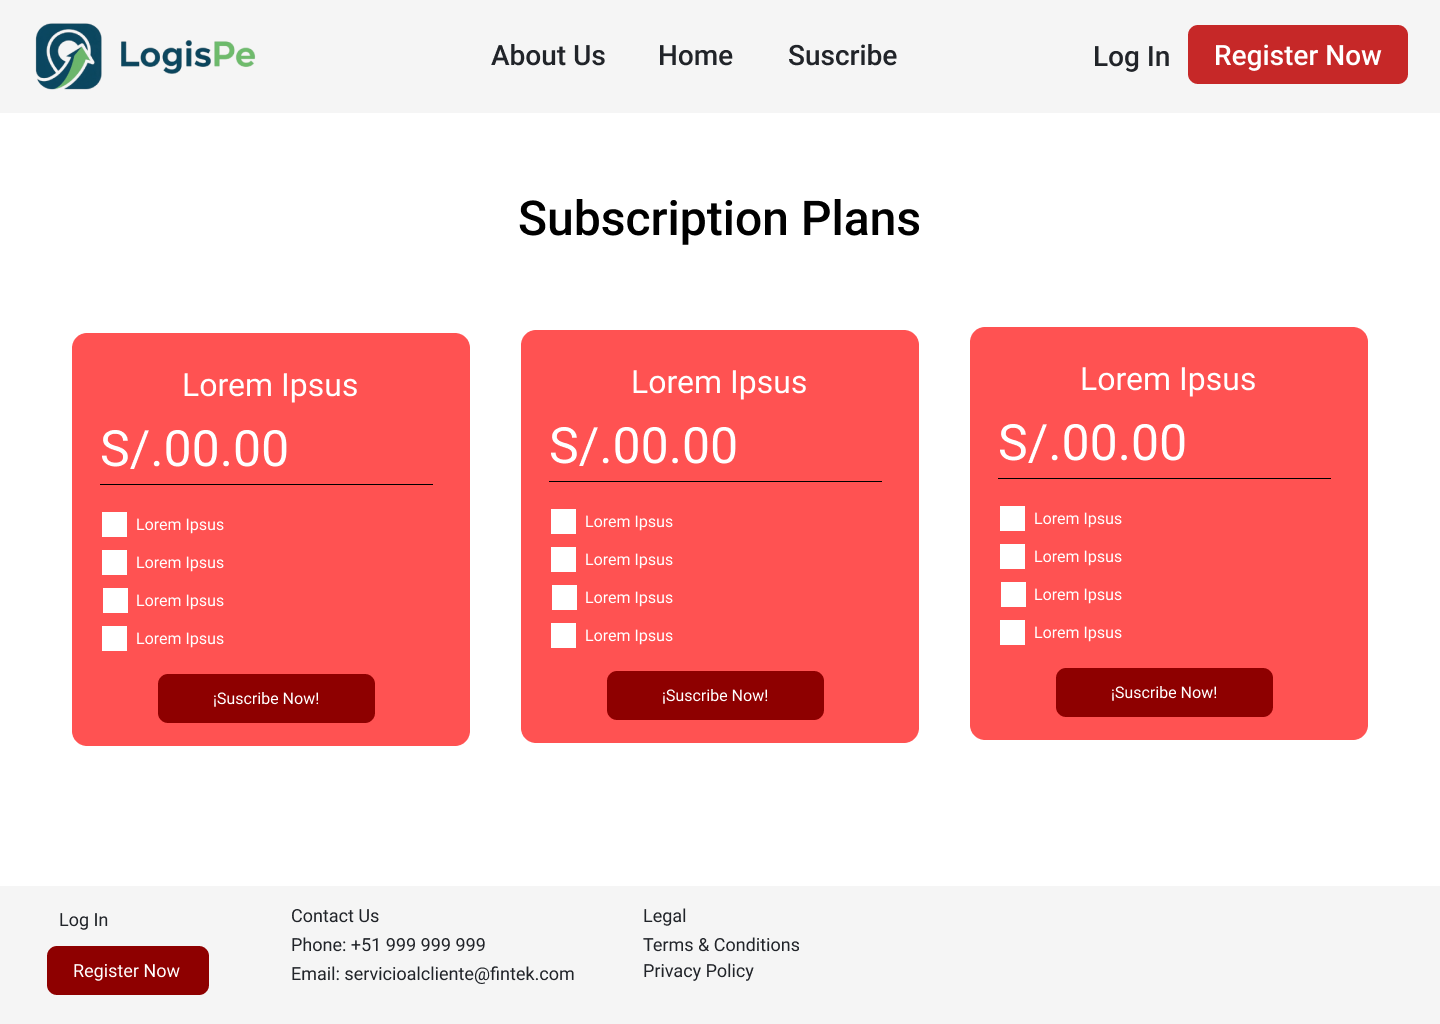 LogisPe
About Us Home Suscribe
Log In Register Now
Subscription Plans
Lorem Ipsus
S/.00.00
Lorem Ipsus
Lorem Ipsus
Lorem Ipsus
Lorem Ipsus
¡Suscribe Now!
Lorem Ipsus
S/.00.00
Lorem Ipsus
Lorem Ipsus
Lorem Ipsus
Lorem Ipsus
¡Suscribe Now!
Lorem Ipsus
S/.00.00
Lorem Ipsus
Lorem Ipsus
Lorem Ipsus
Lorem Ipsus
¡Suscribe Now!
Log In
Register Now
Contact Us
Phone: +51 999 999 999
Email: servicioalcliente@fintek.com
Legal
Terms & Conditions
Privacy Policy